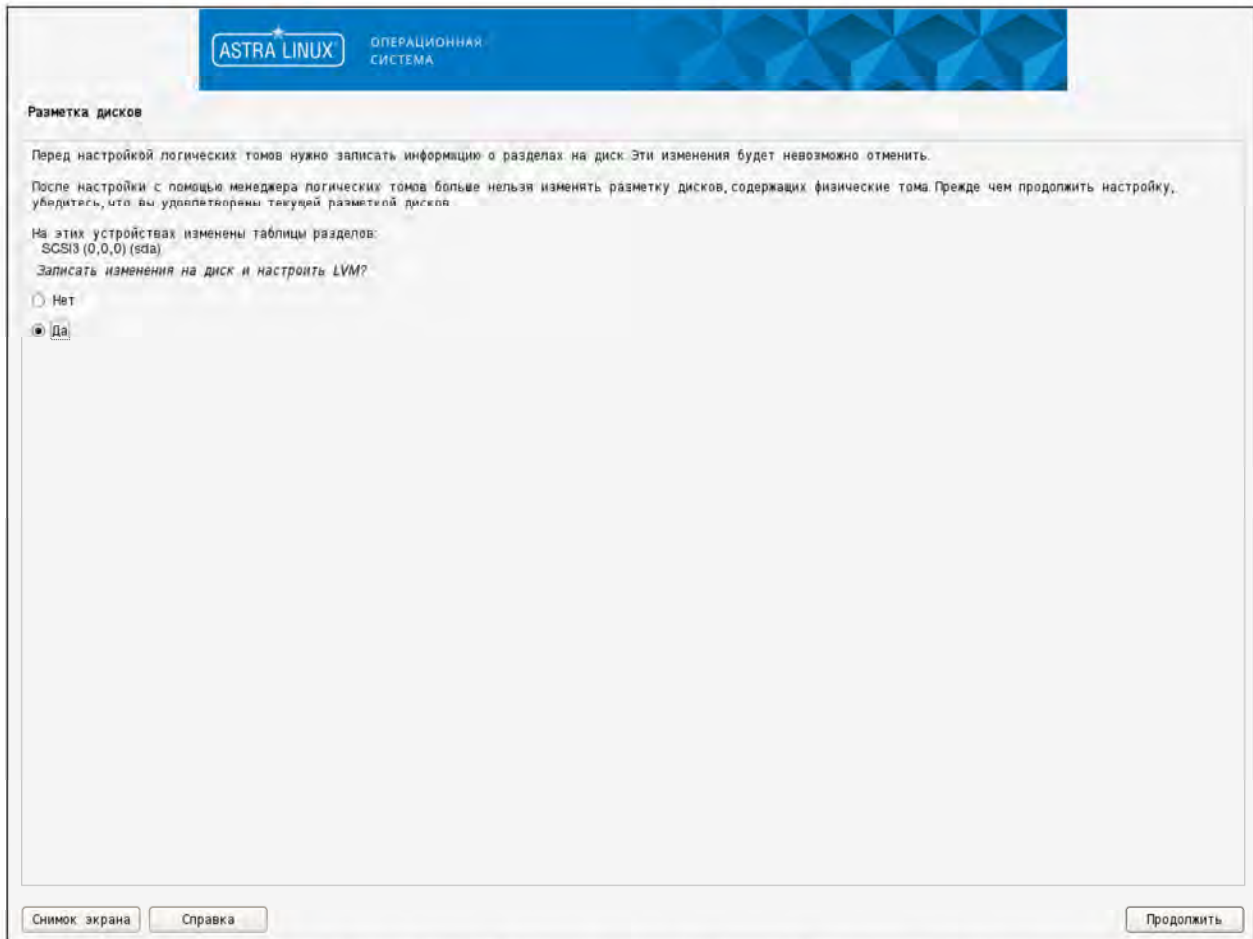 ASTRA LINUX
ОПЕРАЦИОННАЯ
СИСТЕМА
Разметка дисков
Перед настройкой логических томов нужно записать информацию о разделах на диск. Эти изменения будет невозможно отменить.
После настройки с помощью менеджера логических томов больше нельзя изменять разметку дисков, содержащих физические тома. Прежде чем продолжить настройку,
убедитесь, что вы удовлетворены текущей разметкой дисков.
На этих устройствах изменены таблицы разделов:
SCSI3 (0,0,0) (sda)
Записать изменения на диск и настроить LVM?
Нет
Да
Снимок экрана Справка Продолжить